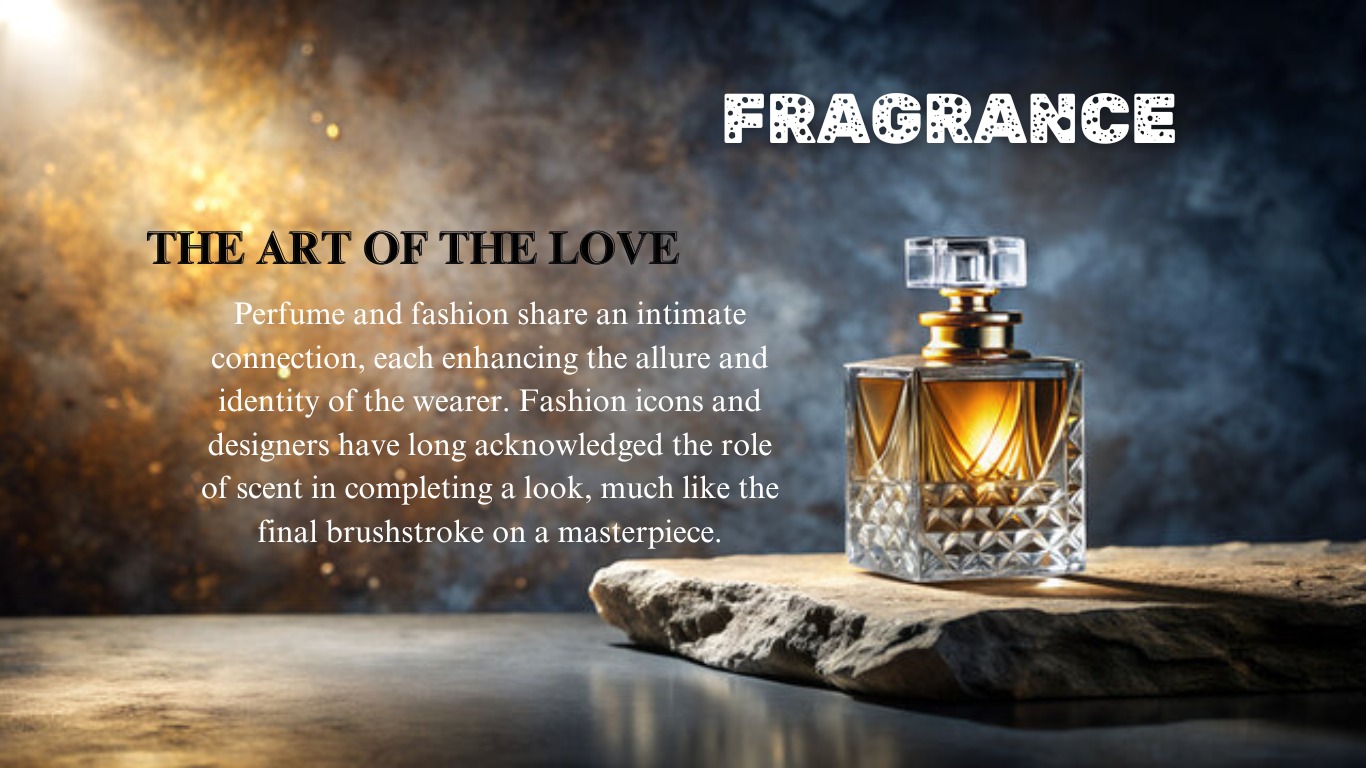 FRAGRANCE
THE ART OF THE LOVE
Perfume and fashion share an intimate
connection, each enhancing the allure and
identity of the wearer. Fashion icons and
designers have long acknowledged the role
of scent in completing a look, much like the
final brushstroke on a masterpiece.